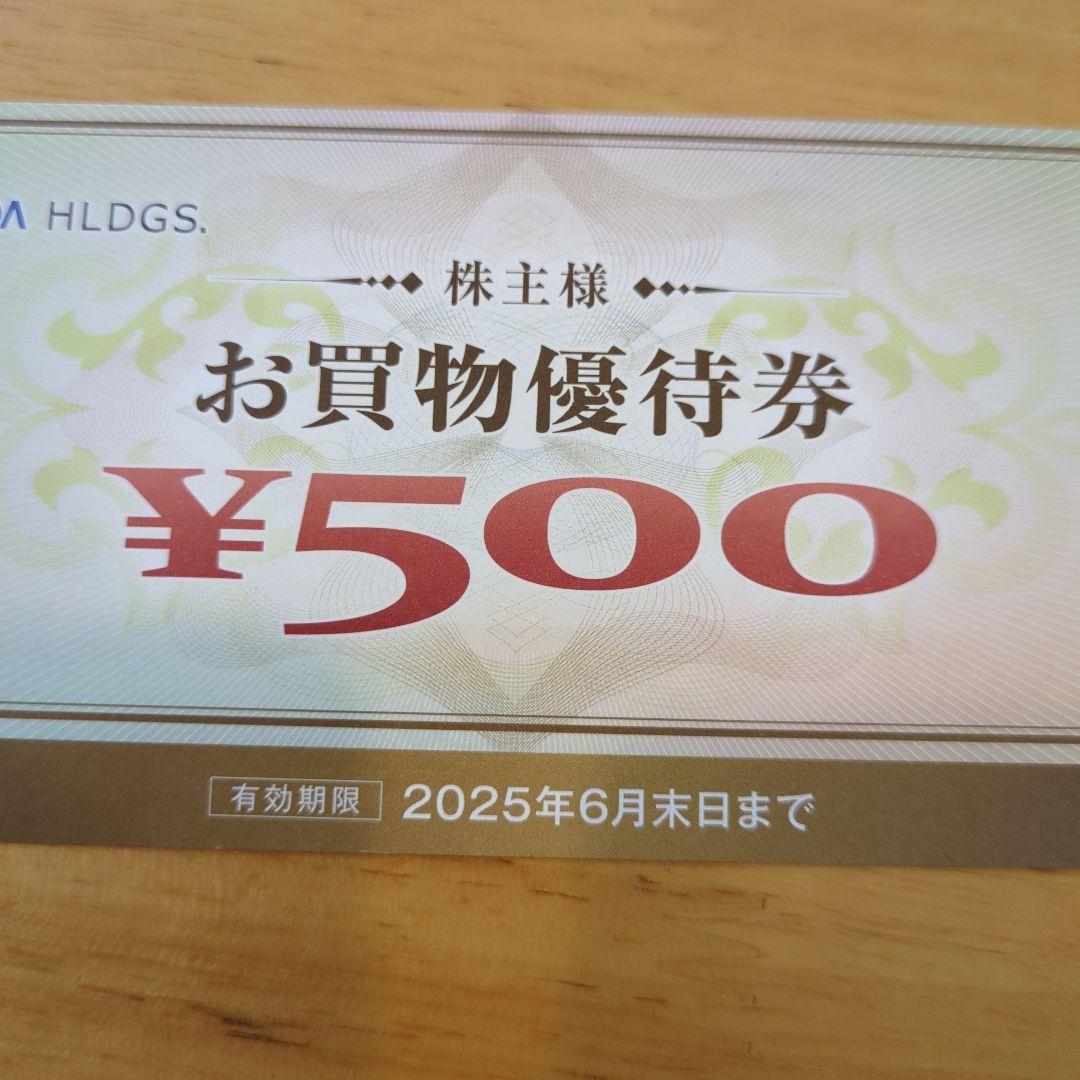 HLDGS.
株主様
お買物優待券
¥500
有効期限 2025年6月末日まで